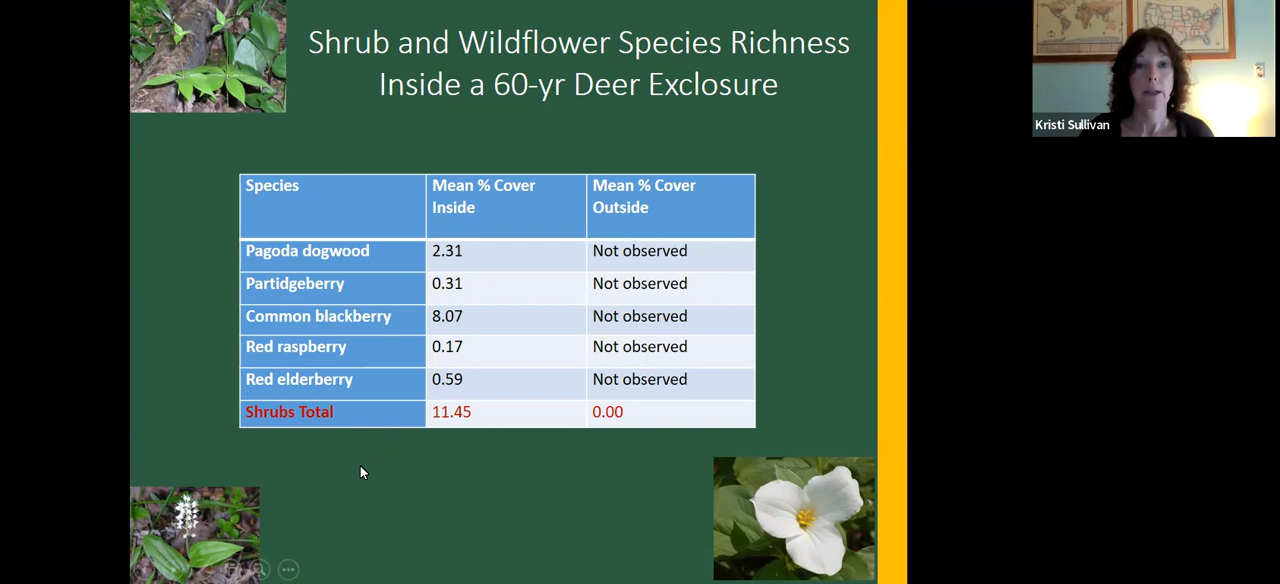 Shrub and Wildflower Species Richness
Inside a 60-yr Deer Exclosure
Kristi Sullivan
Species Mean % Cover Inside Mean % Cover Outside
Pagoda dogwood 2.31 Not observed
Partidgeberry 0.31 Not observed
Common blackberry 8.07 Not observed
Red raspberry 0.17 Not observed
Red elderberry 0.59 Not observed
Shrubs Total 11.45 0.00